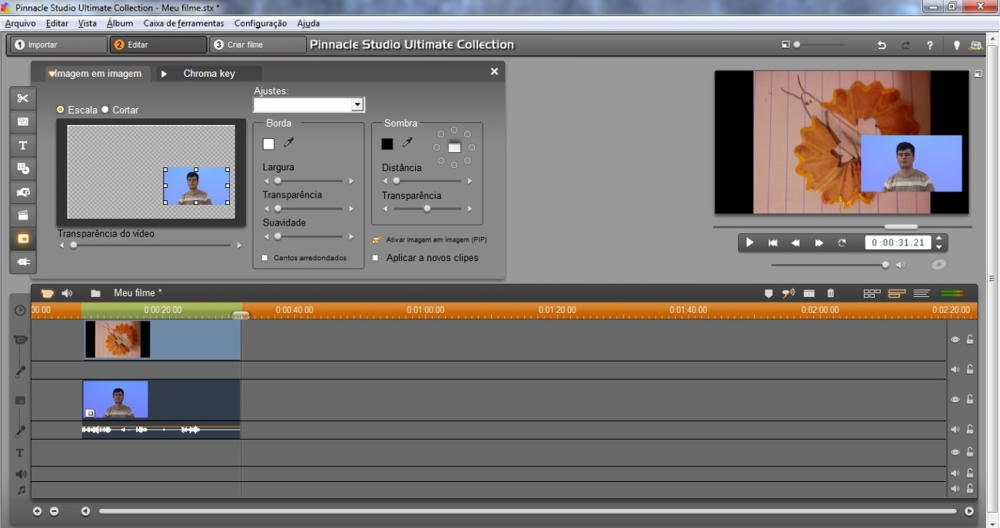 Pinnacle Studio Ultimate Collection - Meu filme.stx *
Arquivo Editar Vista Álbum Caixa de ferramentas Configuração Ajuda
1 Importar 2 Editar 3 Criar filme Pinnacle Studio Ultimate Collection ?
Imagem em imagem Chroma key
Ajustes:
Escala Cortar
Borda Sombra
T
Largura Distância
Transparência Transparência
Suavidade
Transparência do vídeo
Ativar imagem em imagem (PIP)
Cantos arredondados Aplicar a novos clipes
0:00:31.21
Meu filme *
00.00 0:00:20.00 0:00:40.00 0:01:00.00 0:01:20.00 0:01:40.00 0:02:00.00 0:02:20.00
T